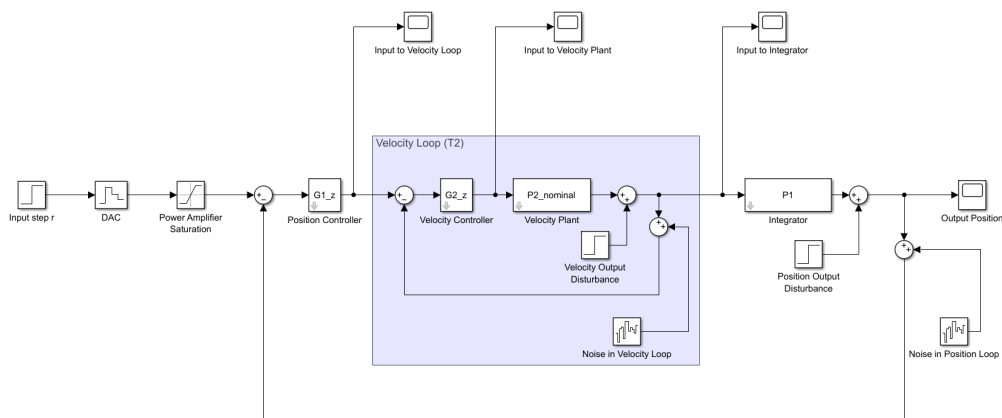 Input to Velocity Loop
Input to Velocity Plant
Input to Integrator
Velocity Loop (T2)
Input step r
DAC
Power Amplifier
Saturation
G1_z
Position Controller
G2_z
Velocity Controller
P2_nominal
Velocity Plant
P1
Integrator
Output Position
Velocity Output
Disturbance
Position Output
Disturbance
Noise in Velocity Loop
Noise in Position Loop